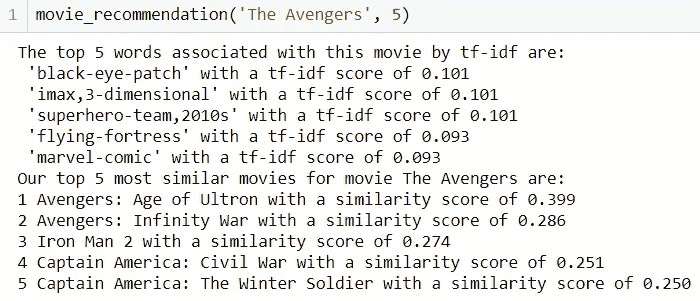 1 movie_recommendation('The Avengers', 5)
The top 5 words associated with this movie by tf-idf are:
'black-eye-patch' with a tf-idf score of 0.101
'imax,3-dimensional' with a tf-idf score of 0.101
'superhero-team,2010s' with a tf-idf score of 0.101
'flying-fortress' with a tf-idf score of 0.093
'marvel-comic' with a tf-idf score of 0.093
Our top 5 most similar movies for movie The Avengers are:
1 Avengers: Age of Ultron with a similarity score of 0.399
2 Avengers: Infinity War with a similarity score of 0.286
3 Iron Man 2 with a similarity score of 0.274
4 Captain America: Civil War with a similarity score of 0.251
5 Captain America: The Winter Soldier with a similarity score of 0.250